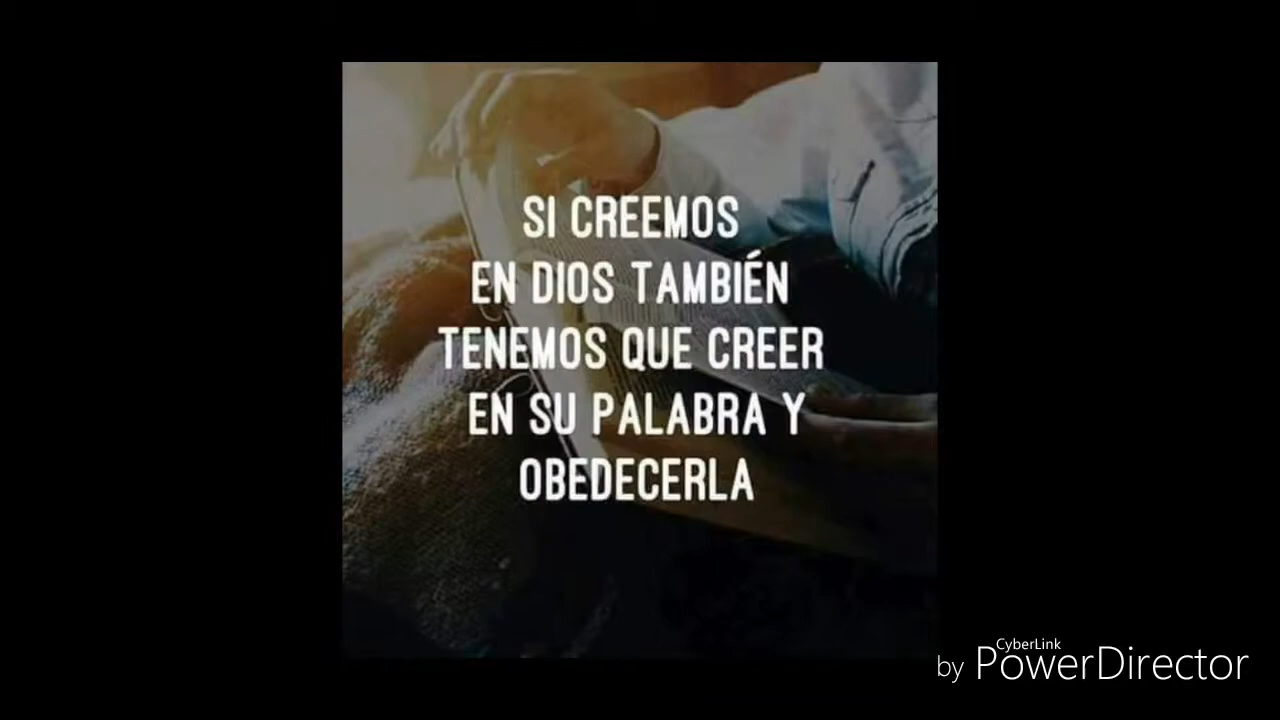 SI CREEMOS
EN DIOS TAMBIÉN
TENEMOS QUE CREER
EN SU PALABRA Y
OBEDECERLA
CyberLink
by PowerDirector